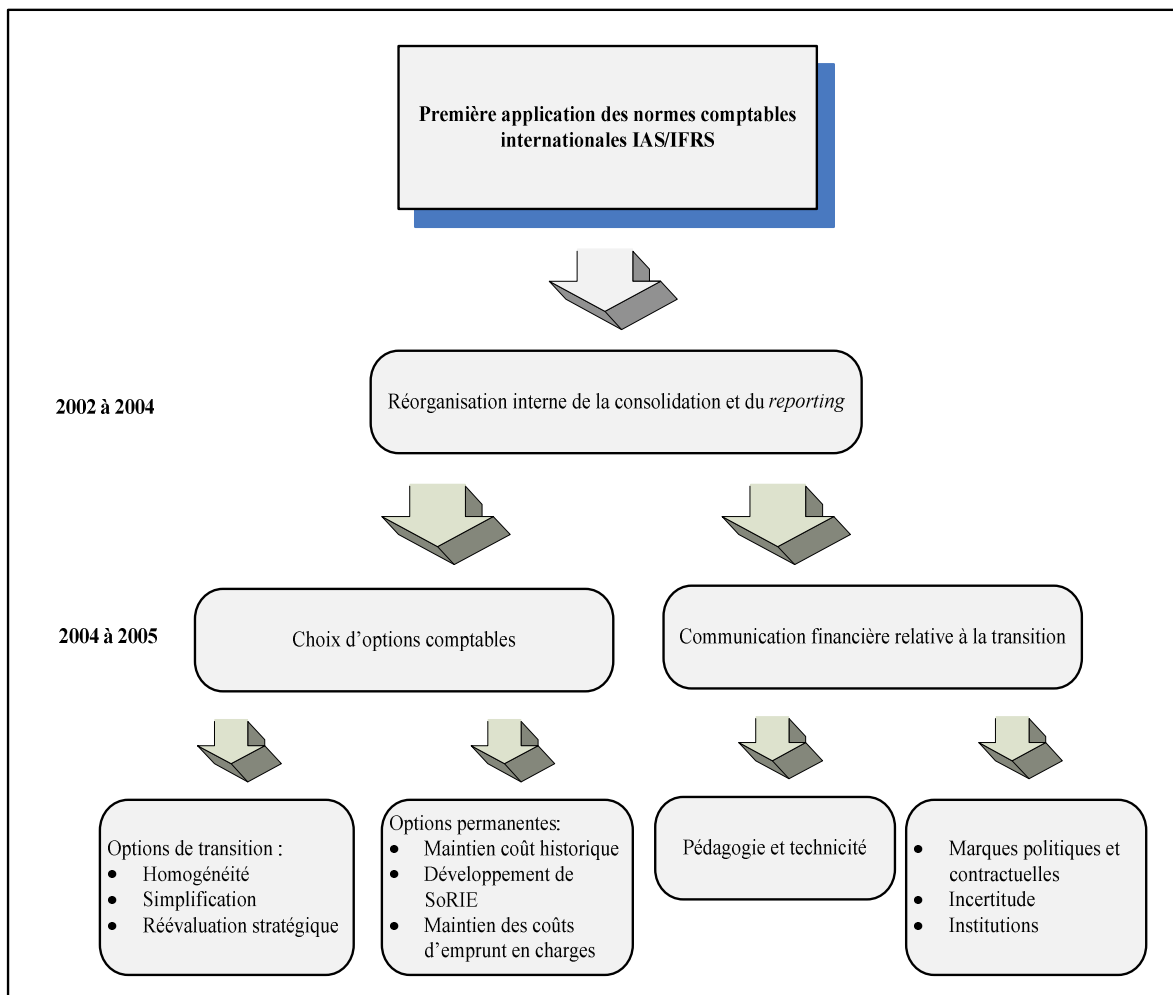 Première application des normes comptables
internationales IAS/IFRS
2002 à 2004
Réorganisation interne de la consolidation et du reporting
2004 à 2005
Choix d'options comptables
Communication financière relative à la transition
Options de transition :
• Homogénéité
• Simplification
• Réévaluation stratégique
Options permanentes:
• Maintien coût historique
• Développement de
SoRIE
• Maintien des coûts
d'emprunt en charges
Pédagogie et technicité
• Marques politiques et
contractuelles
• Incertitude
• Institutions